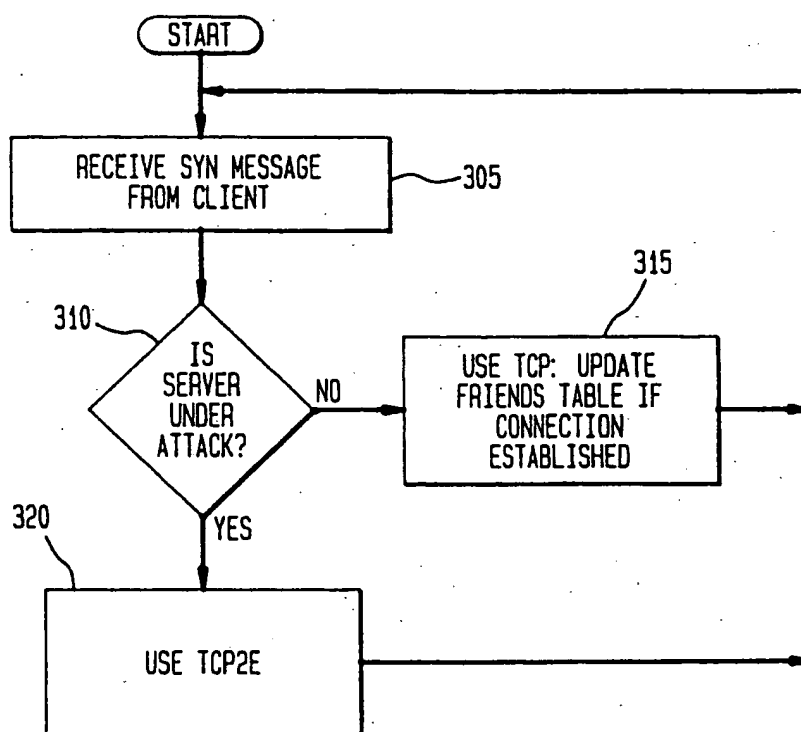 START
RECEIVE SYN MESSAGE
FROM CLIENT
305
310
IS
SERVER
UNDER
ATTACK?
NO
315
USE TCP: UPDATE
FRIENDS TABLE IF
CONNECTION
ESTABLISHED
YES
320
USE TCP2E